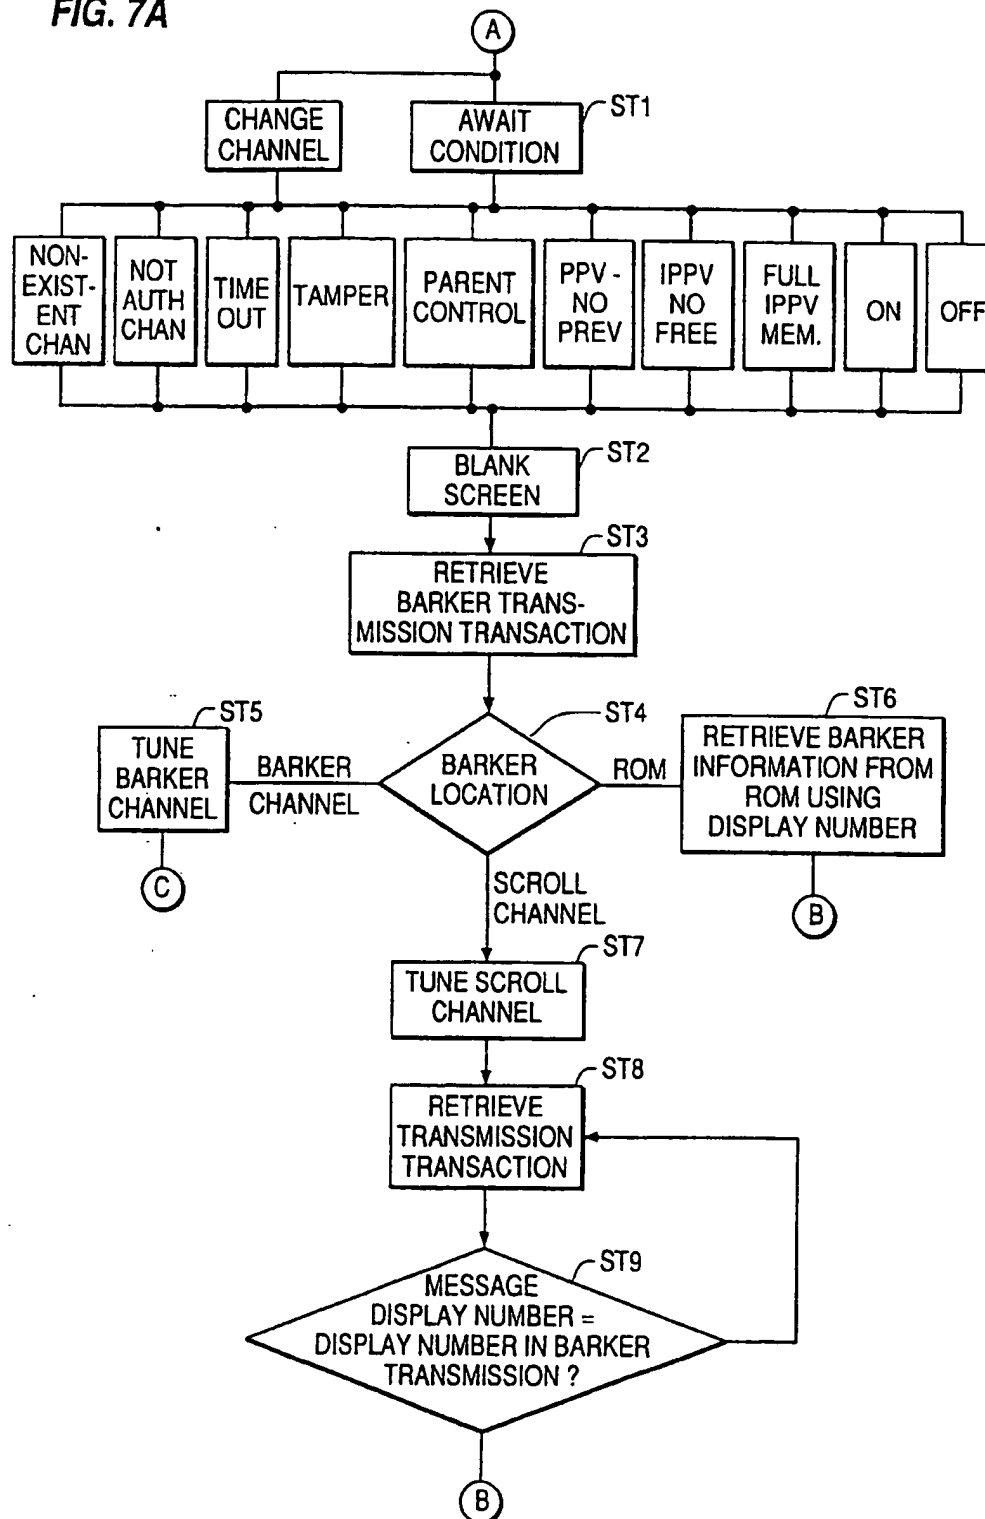 FIG. 7A
A
CHANGE
CHANNEL
AWAIT
CONDITION
ST1
NON-
EXIST-
ENT
CHAN
NOT
AUTH
CHAN
TIME
OUT
TAMPER
PARENT
CONTROL
PPV -
NO
PREV
IPPV
NO
FREE
FULL
IPPV
MEM.
ON
OFF
BLANK
SCREEN
ST2
RETRIEVE
BARKER TRANS-
MISSION TRANSACTION
ST3
BARKER
LOCATION
ST4
BARKER
CHANNEL
TUNE
BARKER
CHANNEL
ST5
C
ROM
RETRIEVE BARKER
INFORMATION FROM
ROM USING
DISPLAY NUMBER
ST6
B
SCROLL
CHANNEL
TUNE SCROLL
CHANNEL
ST7
RETRIEVE
TRANSMISSION
TRANSACTION
ST8
MESSAGE
DISPLAY NUMBER =
DISPLAY NUMBER IN BARKER
TRANSMISSION ?
ST9
B